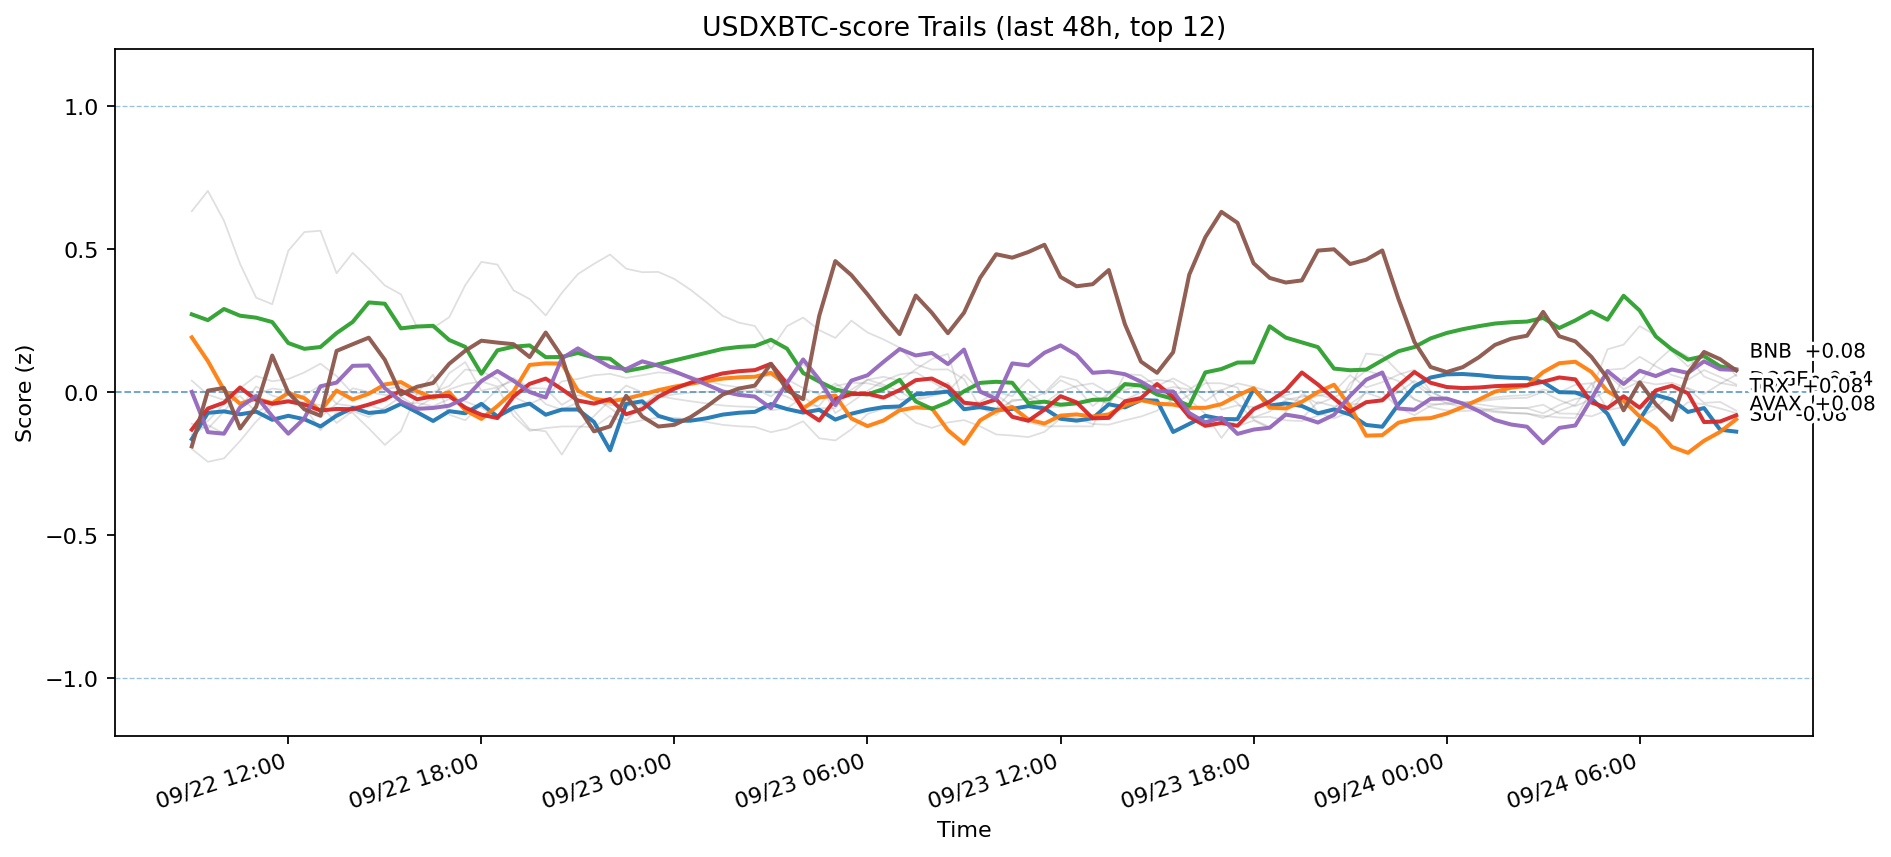 USDXBTC-score Trails (last 48h, top 12)
Score (z)
1.0
0.5
0.0
−0.5
−1.0
BNB +0.08
TRX +0.08
AVAX +0.08
SUI -0.08
09/22 12:00
09/22 18:00
09/23 00:00
09/23 06:00
09/23 12:00
09/23 18:00
09/24 00:00
09/24 06:00
Time